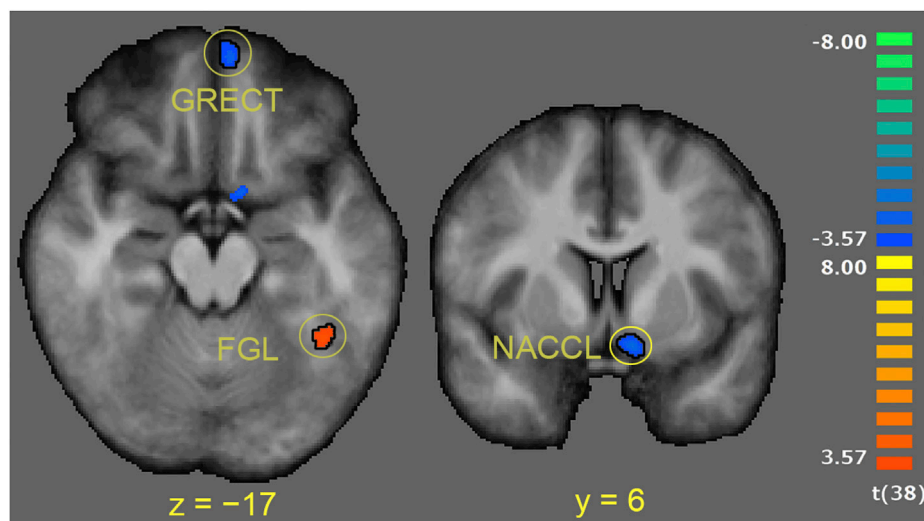 GRECT
FGL
z = −17
NACCL
y = 6
-8.00
-3.57
8.00
3.57
t(38)